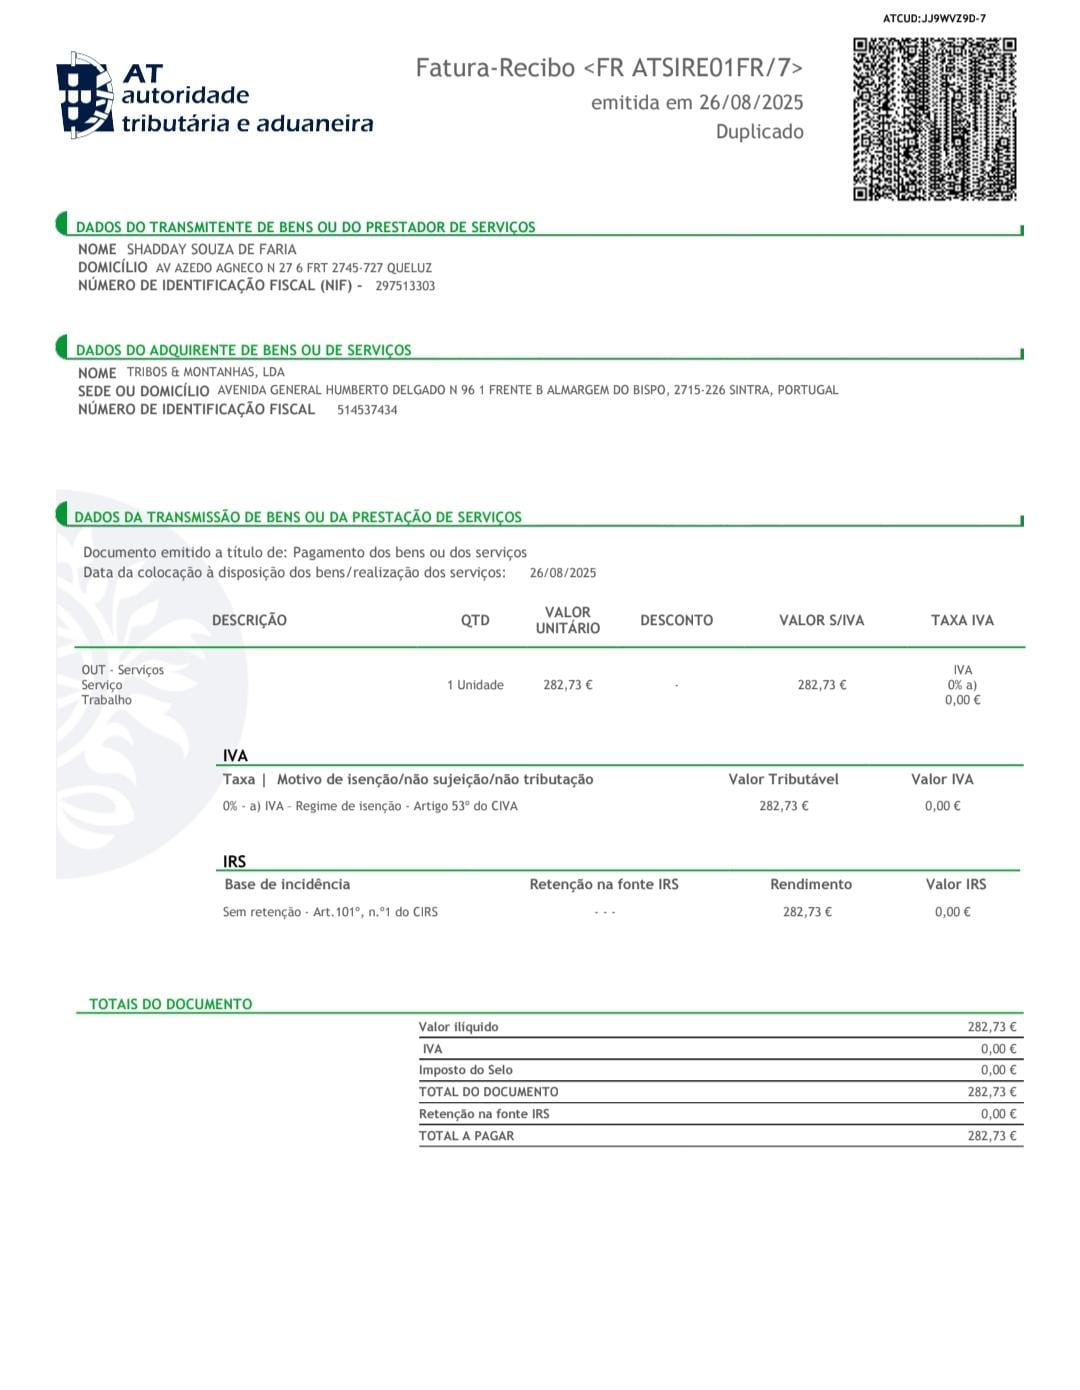 ATCUD:JJ9WVZ9D-7
AT
autoridade
tributária e aduaneira
Fatura-Recibo <FR ATSIRE01FR/7>
emitida em 26/08/2025
Duplicado
DADOS DO TRANSMITENTE DE BENS OU DO PRESTADOR DE SERVIÇOS
NOME SHADDAY SOUZA DE FARIA
DOMICÍLIO AV AZEDO AGNECO N 27 6 FRT 2745-727 QUELUZ
NÚMERO DE IDENTIFICAÇÃO FISCAL (NIF) - 297513303
DADOS DO ADQUIRENTE DE BENS OU DE SERVIÇOS
NOME TRIBOS & MONTANHAS, LDA
SEDE OU DOMICÍLIO AVENIDA GENERAL HUMBERTO DELGADO N 96 1 FRENTE B ALMARGEM DO BISPO, 2715-226 SINTRA, PORTUGAL
NÚMERO DE IDENTIFICAÇÃO FISCAL 514537434
DADOS DA TRANSMISSÃO DE BENS OU DA PRESTAÇÃO DE SERVIÇOS
Documento emitido a título de: Pagamento dos bens ou dos serviços
Data da colocação à disposição dos bens/realização dos serviços: 26/08/2025
DESCRIÇÃO QTD VALOR UNITÁRIO DESCONTO VALOR S/IVA TAXA IVA
OUT - Serviços IVA
Serviço 1 Unidade 282,73 € - 282,73 € 0% a)
Trabalho 0,00 €
IVA
Taxa | Motivo de isenção/não sujeição/não tributação Valor Tributável Valor IVA
0% - a) IVA - Regime de isenção - Artigo 53º do CIVA 282,73 € 0,00 €
IRS
Base de incidência Retenção na fonte IRS Rendimento Valor IRS
Sem retenção - Art.101º, n.º1 do CIRS - - - 282,73 € 0,00 €
TOTAIS DO DOCUMENTO
Valor ilíquido 282,73 €
IVA 0,00 €
Imposto do Selo 0,00 €
TOTAL DO DOCUMENTO 282,73 €
Retenção na fonte IRS 0,00 €
TOTAL A PAGAR 282,73 €